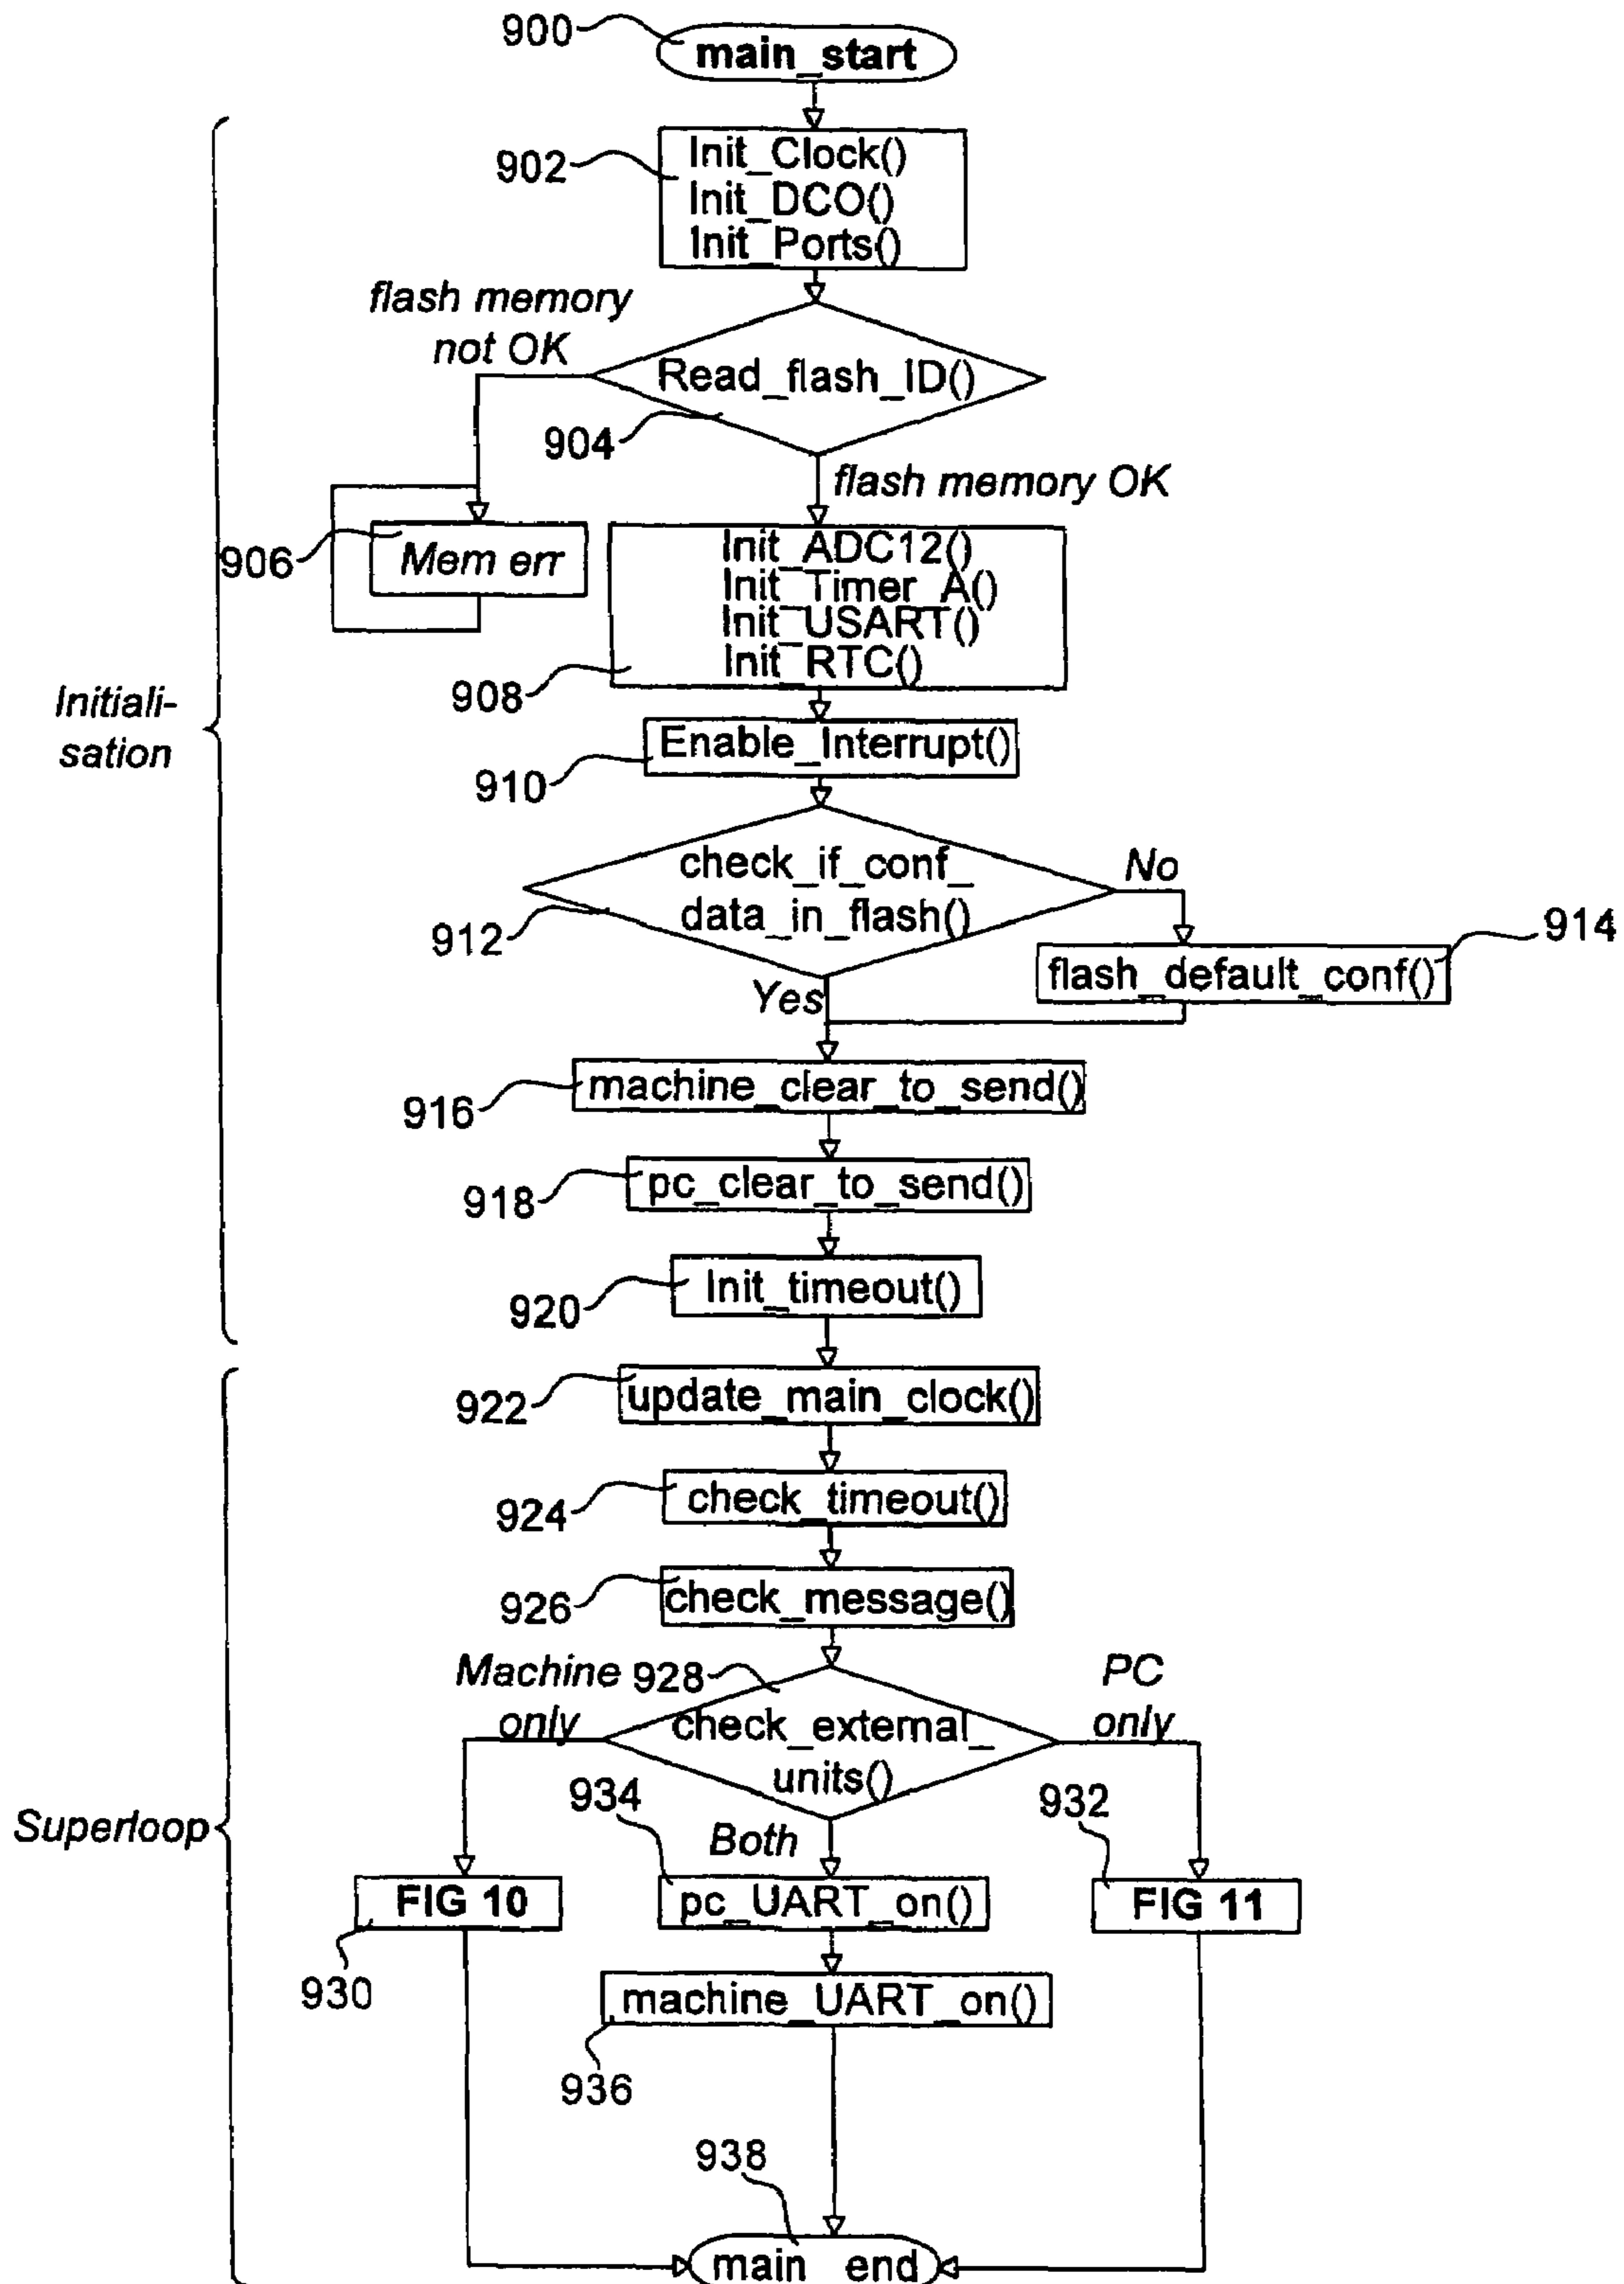 900
main_start
902
Init_Clock()
Init_DCO()
Init_Ports()
flash memory
not OK
Read_flash_ID()
904
flash memory OK
906
Mem err
Init_ADC12()
Init_Timer_A()
Init_USART()
Init_RTC()
908
Initiali-
sation
Enable_Interrupt()
910
check_if_conf_
data_in_flash()
912
No
914
flash_default_conf()
Yes
machine_clear_to_send()
916
pc_clear_to_send()
918
Init_timeout()
920
update_main_clock()
922
check_timeout()
924
check_message()
926
Machine
only
928
PC
only
check_external_
units()
934
932
Superloop
Both
FIG 10
pc_UART_on()
FIG 11
930
machine_UART_on()
936
938
main_end